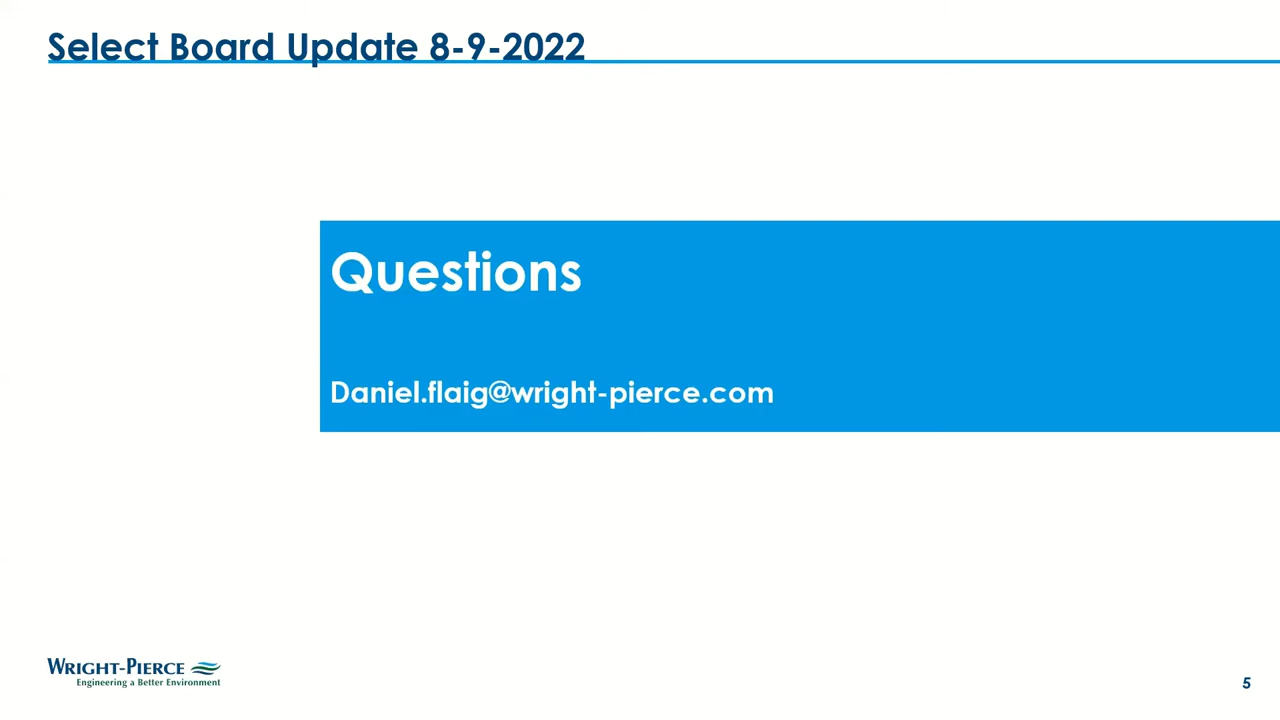 Select Board Update 8-9-2022
Questions
Daniel.flaig@wright-pierce.com
WRIGHT-PIERCE
Engineering a Better Environment
5